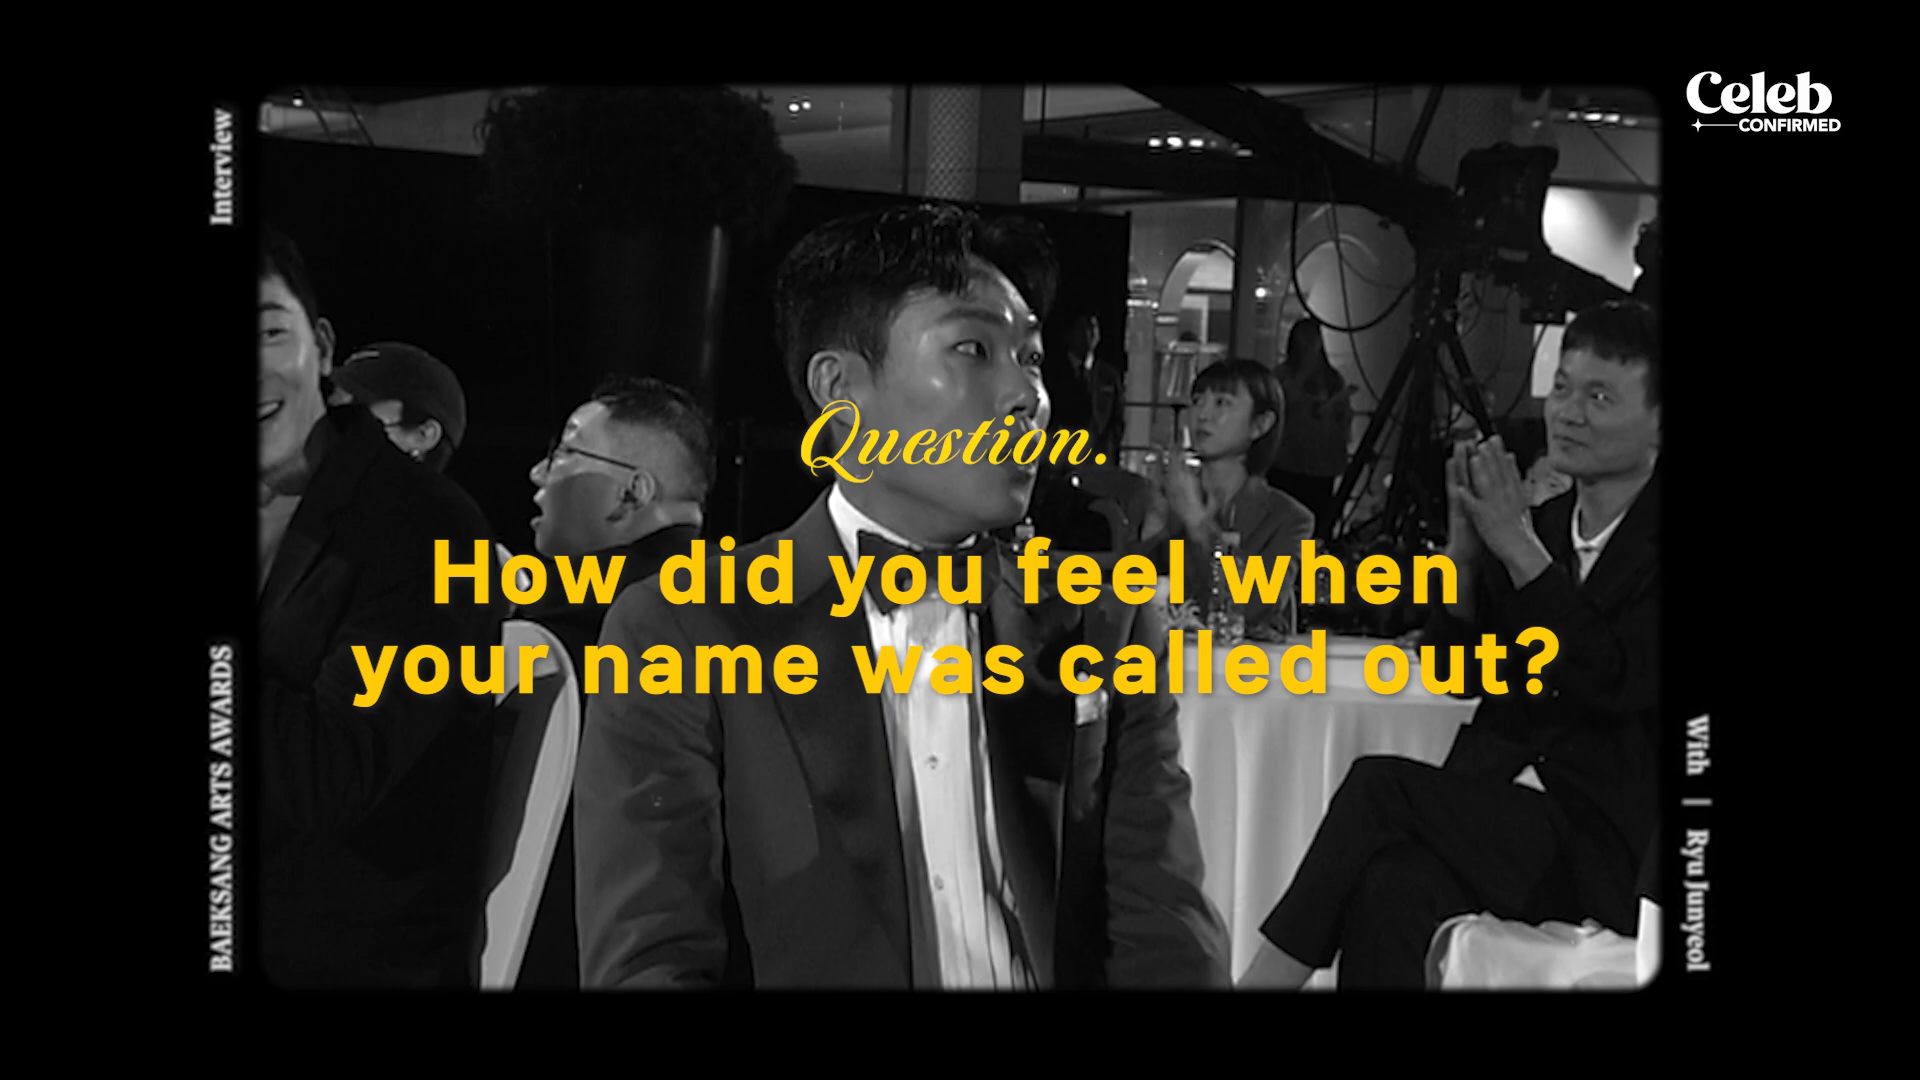 Celeb
CONFIRMED
Interview
Question.
How did you feel when
your name was called out?
BAEKSANG ARTS AWARDS
With | Ryu Junyeol